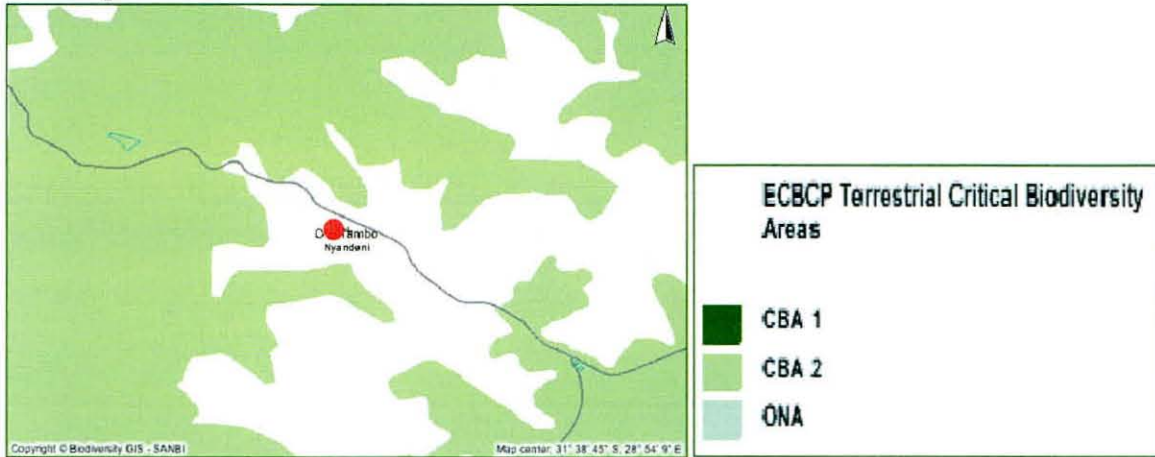 Nyandeni
Copyright © Biodiversity GIS - SANBI
Map center: 31° 38' 45" S, 28° 54' 9" E
ECBCP Terrestrial Critical Biodiversity
Areas
CBA 1
CBA 2
ONA